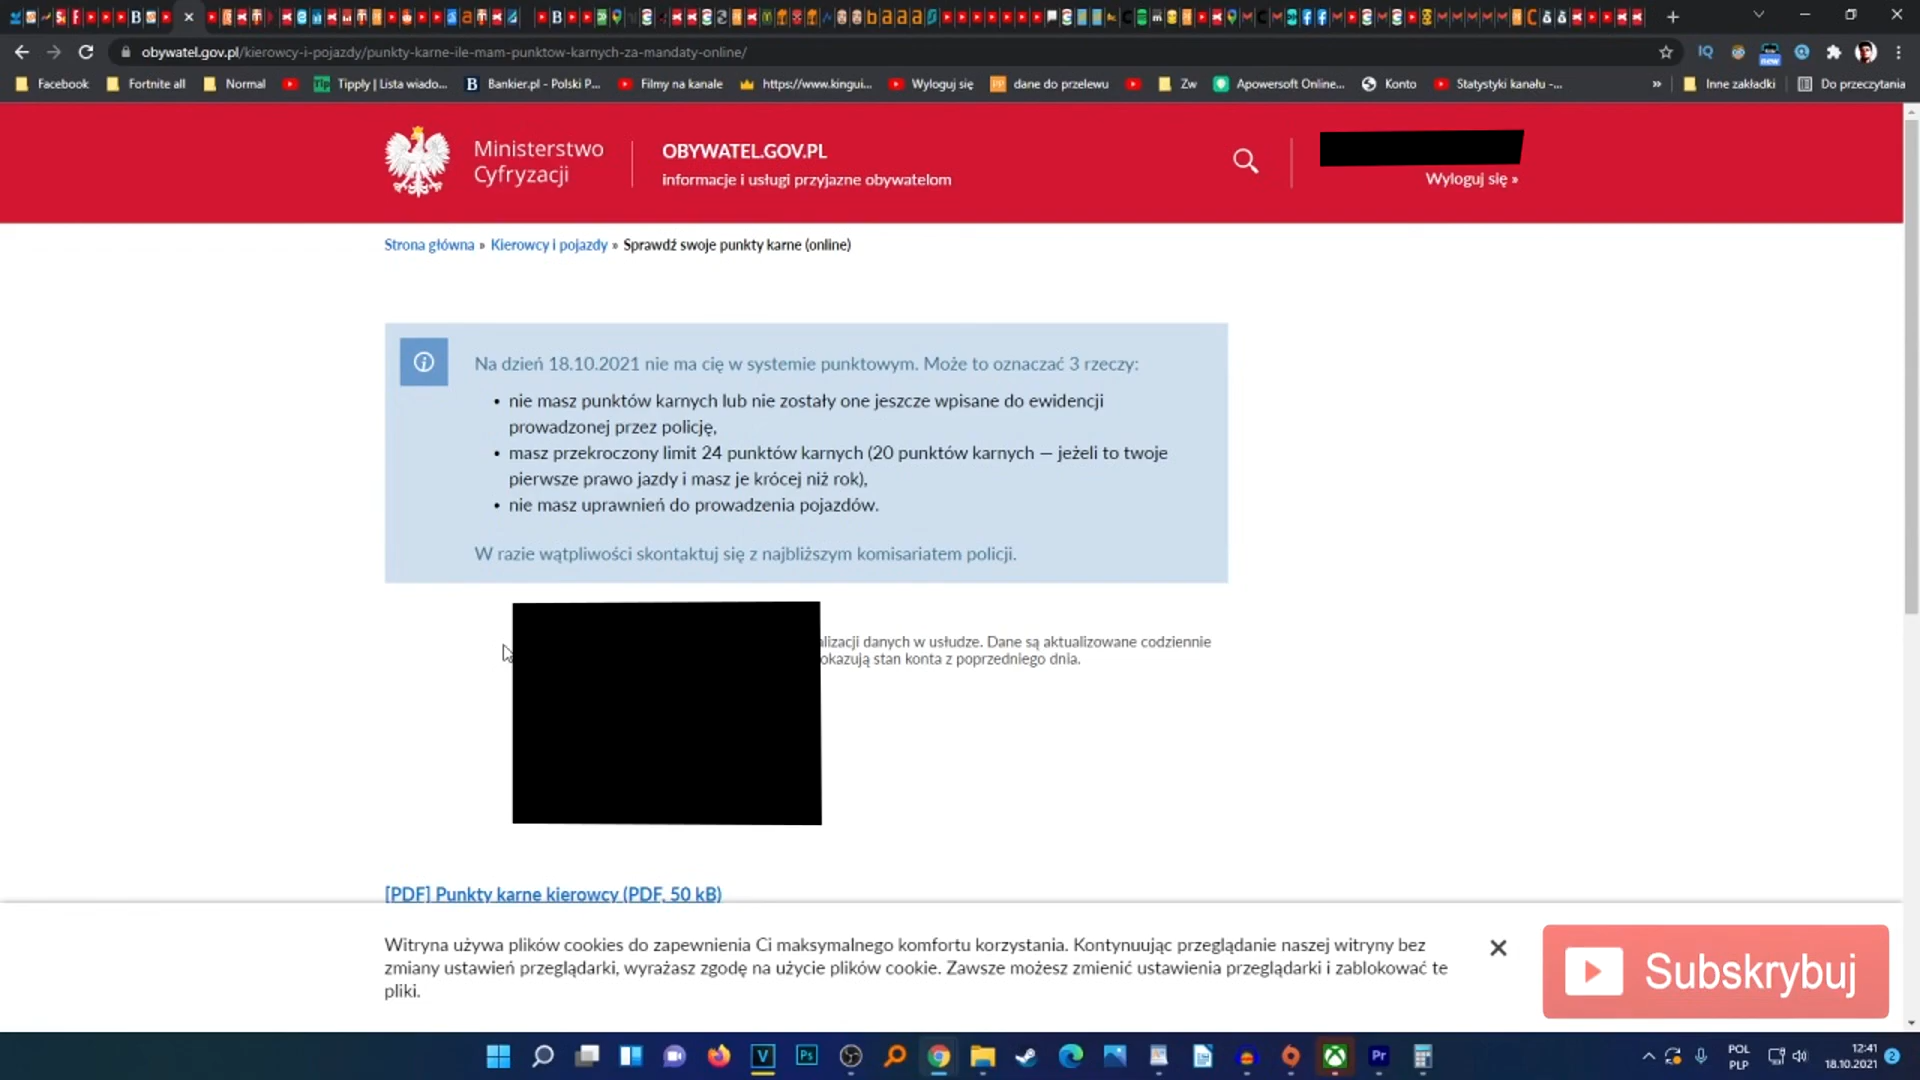 obywatel.gov.pl/kierowcy-i-pojazdy/punkty-karne-ile-mam-punktow-karnych-za-mandaty-online/
Facebook Fortnite all Normal Tipply | Lista wiado... Bankier.pl - Polski P... Filmy na kanale https://www.kingui... Wyloguj się dane do przelewu Zw Apowersoft Online... Konto Statystyki kanału -... » Inne zakładki Do przeczytania
Ministerstwo
Cyfryzacji
OBYWATEL.GOV.PL
informacje i usługi przyjazne obywatelom
Wyloguj się »
Strona główna » Kierowcy i pojazdy » Sprawdź swoje punkty karne (online)
Na dzień 18.10.2021 nie ma cię w systemie punktowym. Może to oznaczać 3 rzeczy:
• nie masz punktów karnych lub nie zostały one jeszcze wpisane do ewidencji
prowadzonej przez policję,
• masz przekroczony limit 24 punktów karnych (20 punktów karnych — jeżeli to twoje
pierwsze prawo jazdy i masz je krócej niż rok),
• nie masz uprawnień do prowadzenia pojazdów.
W razie wątpliwości skontaktuj się z najbliższym komisariatem policji.
alizacji danych w usłudze. Dane są aktualizowane codziennie
okazują stan konta z poprzedniego dnia.
[PDF] Punkty karne kierowcy (PDF, 50 kB)
Witryna używa plików cookies do zapewnienia Ci maksymalnego komfortu korzystania. Kontynuując przeglądanie naszej witryny bez
zmiany ustawień przeglądarki, wyrażasz zgodę na użycie plików cookie. Zawsze możesz zmienić ustawienia przeglądarki i zablokować te
pliki.
Subskrybuj
POL
PLP
12:41
18.10.2021
2